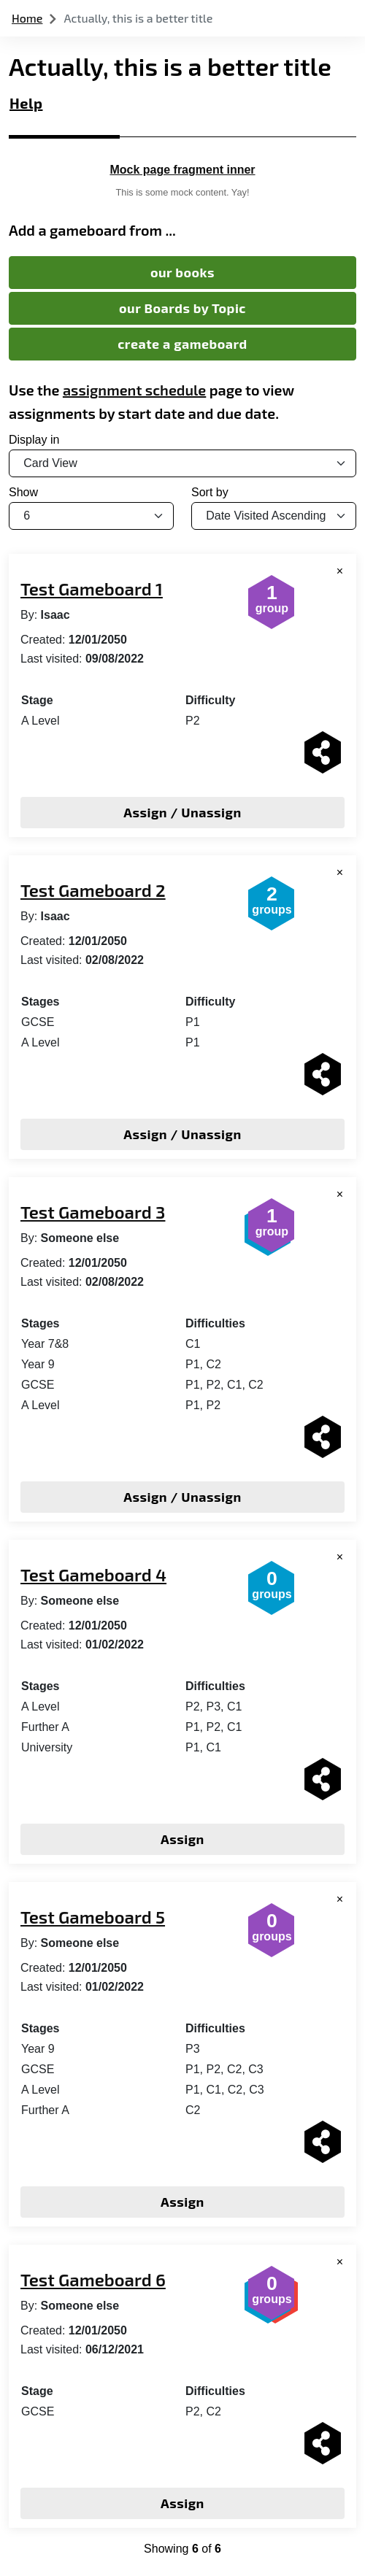 Home > Actually, this is a better title
Actually, this is a better title
Help
Mock page fragment inner
This is some mock content. Yay!
Add a gameboard from ...
our books
our Boards by Topic
create a gameboard
Use the assignment schedule page to view
assignments by start date and due date.
Display in
Card View
Show
6
Sort by
Date Visited Ascending
×
Test Gameboard 1
1
group
By: Isaac
Created: 12/01/2050
Last visited: 09/08/2022
Stage Difficulty
A Level P2
Assign / Unassign
×
Test Gameboard 2
2
groups
By: Isaac
Created: 12/01/2050
Last visited: 02/08/2022
Stages Difficulty
GCSE P1
A Level P1
Assign / Unassign
×
Test Gameboard 3
1
group
By: Someone else
Created: 12/01/2050
Last visited: 02/08/2022
Stages Difficulties
Year 7&8 C1
Year 9 P1, C2
GCSE P1, P2, C1, C2
A Level P1, P2
Assign / Unassign
×
Test Gameboard 4
0
groups
By: Someone else
Created: 12/01/2050
Last visited: 01/02/2022
Stages Difficulties
A Level P2, P3, C1
Further A P1, P2, C1
University P1, C1
Assign
×
Test Gameboard 5
0
groups
By: Someone else
Created: 12/01/2050
Last visited: 01/02/2022
Stages Difficulties
Year 9 P3
GCSE P1, P2, C2, C3
A Level P1, C1, C2, C3
Further A C2
Assign
×
Test Gameboard 6
0
groups
By: Someone else
Created: 12/01/2050
Last visited: 06/12/2021
Stage Difficulties
GCSE P2, C2
Assign
Showing 6 of 6